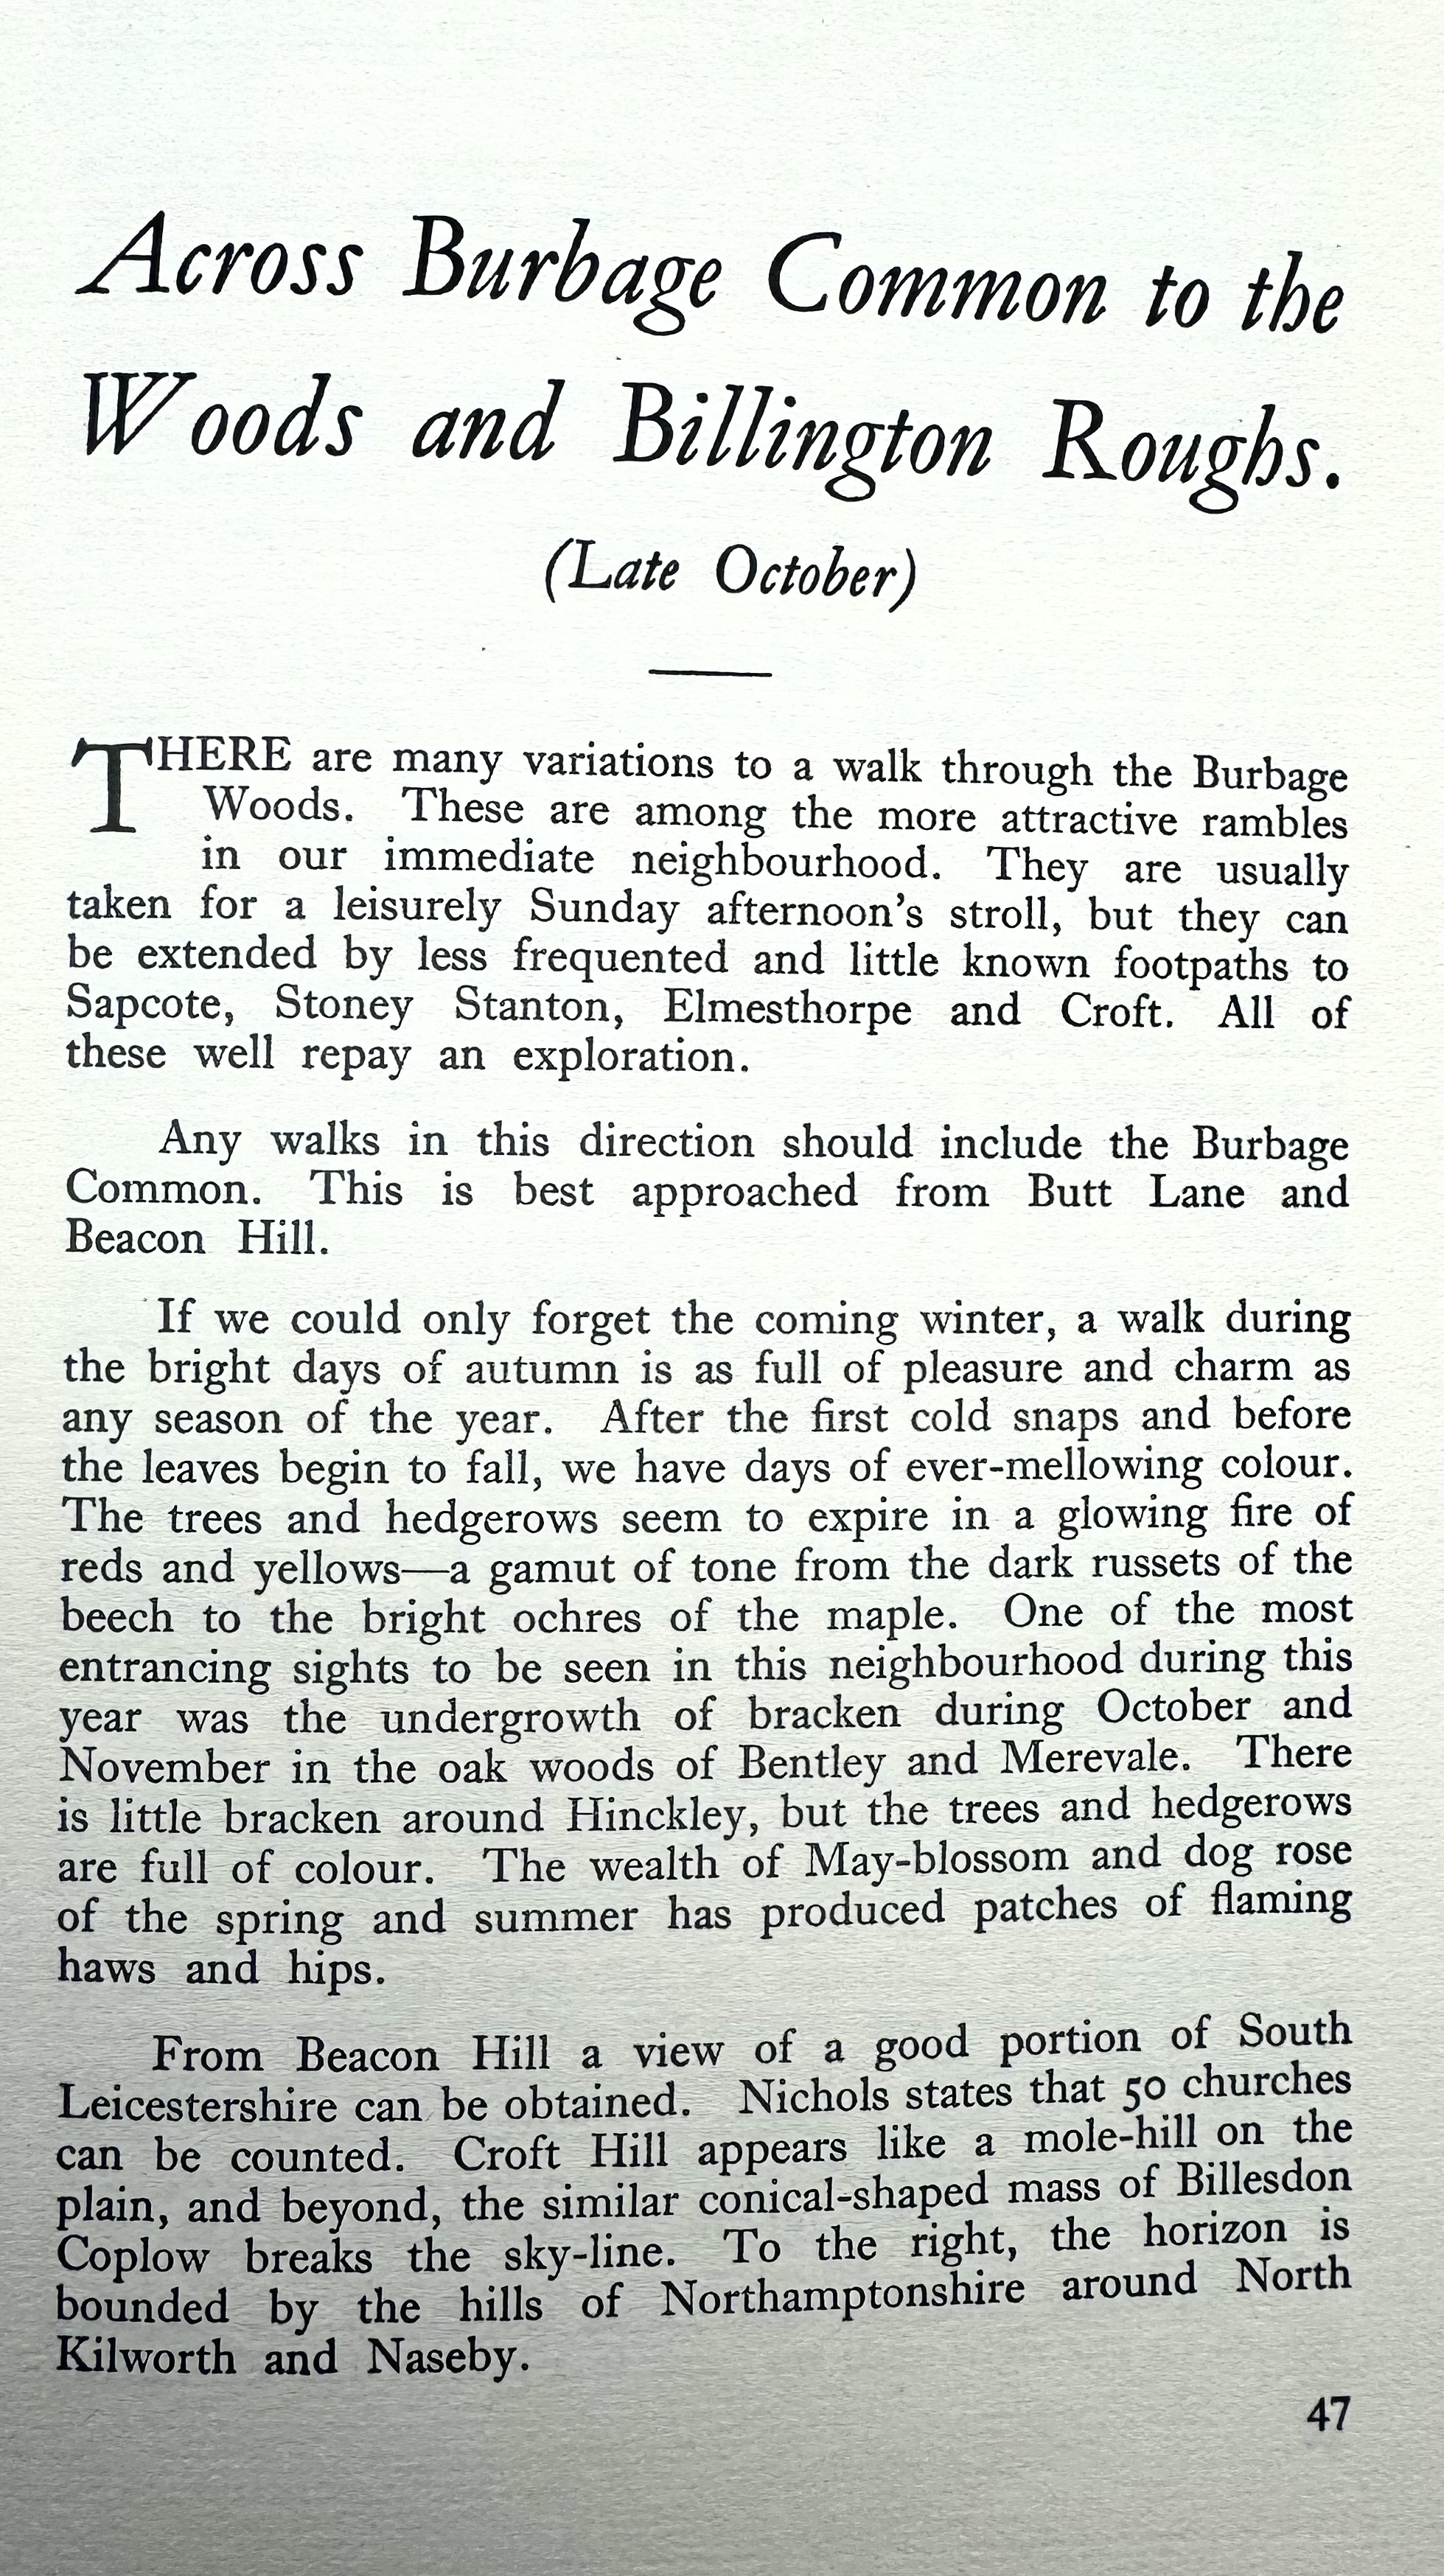 Across Burbage Common to the
Woods and Billington Roughs.
(Late October)
THERE are many variations to a walk through the Burbage
Woods. These are among the more attractive rambles
in our immediate neighbourhood. They are usually
taken for a leisurely Sunday afternoon's stroll, but they can
be extended by less frequented and little known footpaths to
Sapcote, Stoney Stanton, Elmesthorpe and Croft. All of
these well repay an exploration.
Any walks in this direction should include the Burbage
Common. This is best approached from Butt Lane and
Beacon Hill.
If we could only forget the coming winter, a walk during
the bright days of autumn is as full of pleasure and charm as
any season of the year. After the first cold snaps and before
the leaves begin to fall, we have days of ever-mellowing colour.
The trees and hedgerows seem to expire in a glowing fire of
reds and yellows—a gamut of tone from the dark russets of the
beech to the bright ochres of the maple. One of the most
entrancing sights to be seen in this neighbourhood during this
year was the undergrowth of bracken during October and
November in the oak woods of Bentley and Merevale. There
is little bracken around Hinckley, but the trees and hedgerows
are full of colour. The wealth of May-blossom and dog rose
of the spring and summer has produced patches of flaming
haws and hips.
From Beacon Hill a view of a good portion of South
Leicestershire can be obtained. Nichols states that 50 churches
can be counted. Croft Hill appears like a mole-hill on the
plain, and beyond, the similar conical-shaped mass of Billesdon
Coplow breaks the sky-line. To the right, the horizon is
bounded by the hills of Northamptonshire around North
Kilworth and Naseby.
47